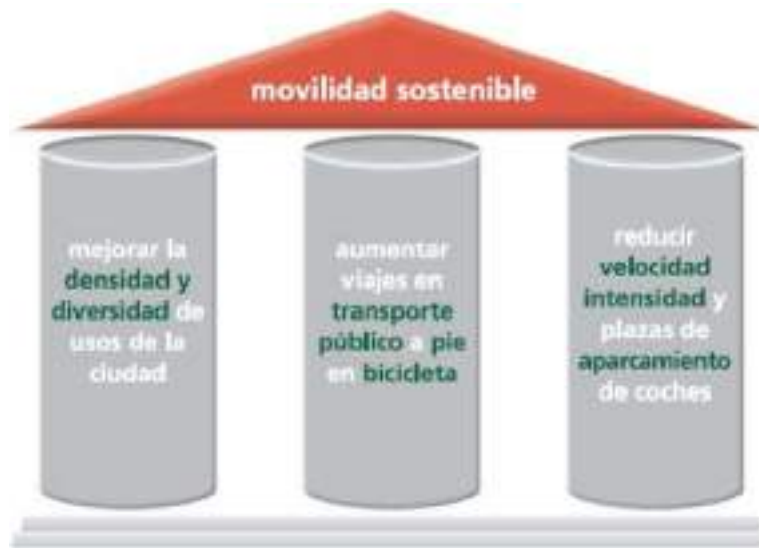 movilidad sostenible
mejorar la
densidad y
diversidad de
usos de la
ciudad
aumentar
viajes en
transporte
público a pie
en bicicleta
reducir
velocidad
intensidad y
plazas de
aparcamiento
de coches